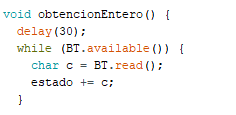 void obtencionEntero() {
  delay(30);
  while (BT.available()) {
    char c = BT.read();
    estado += c;
  }